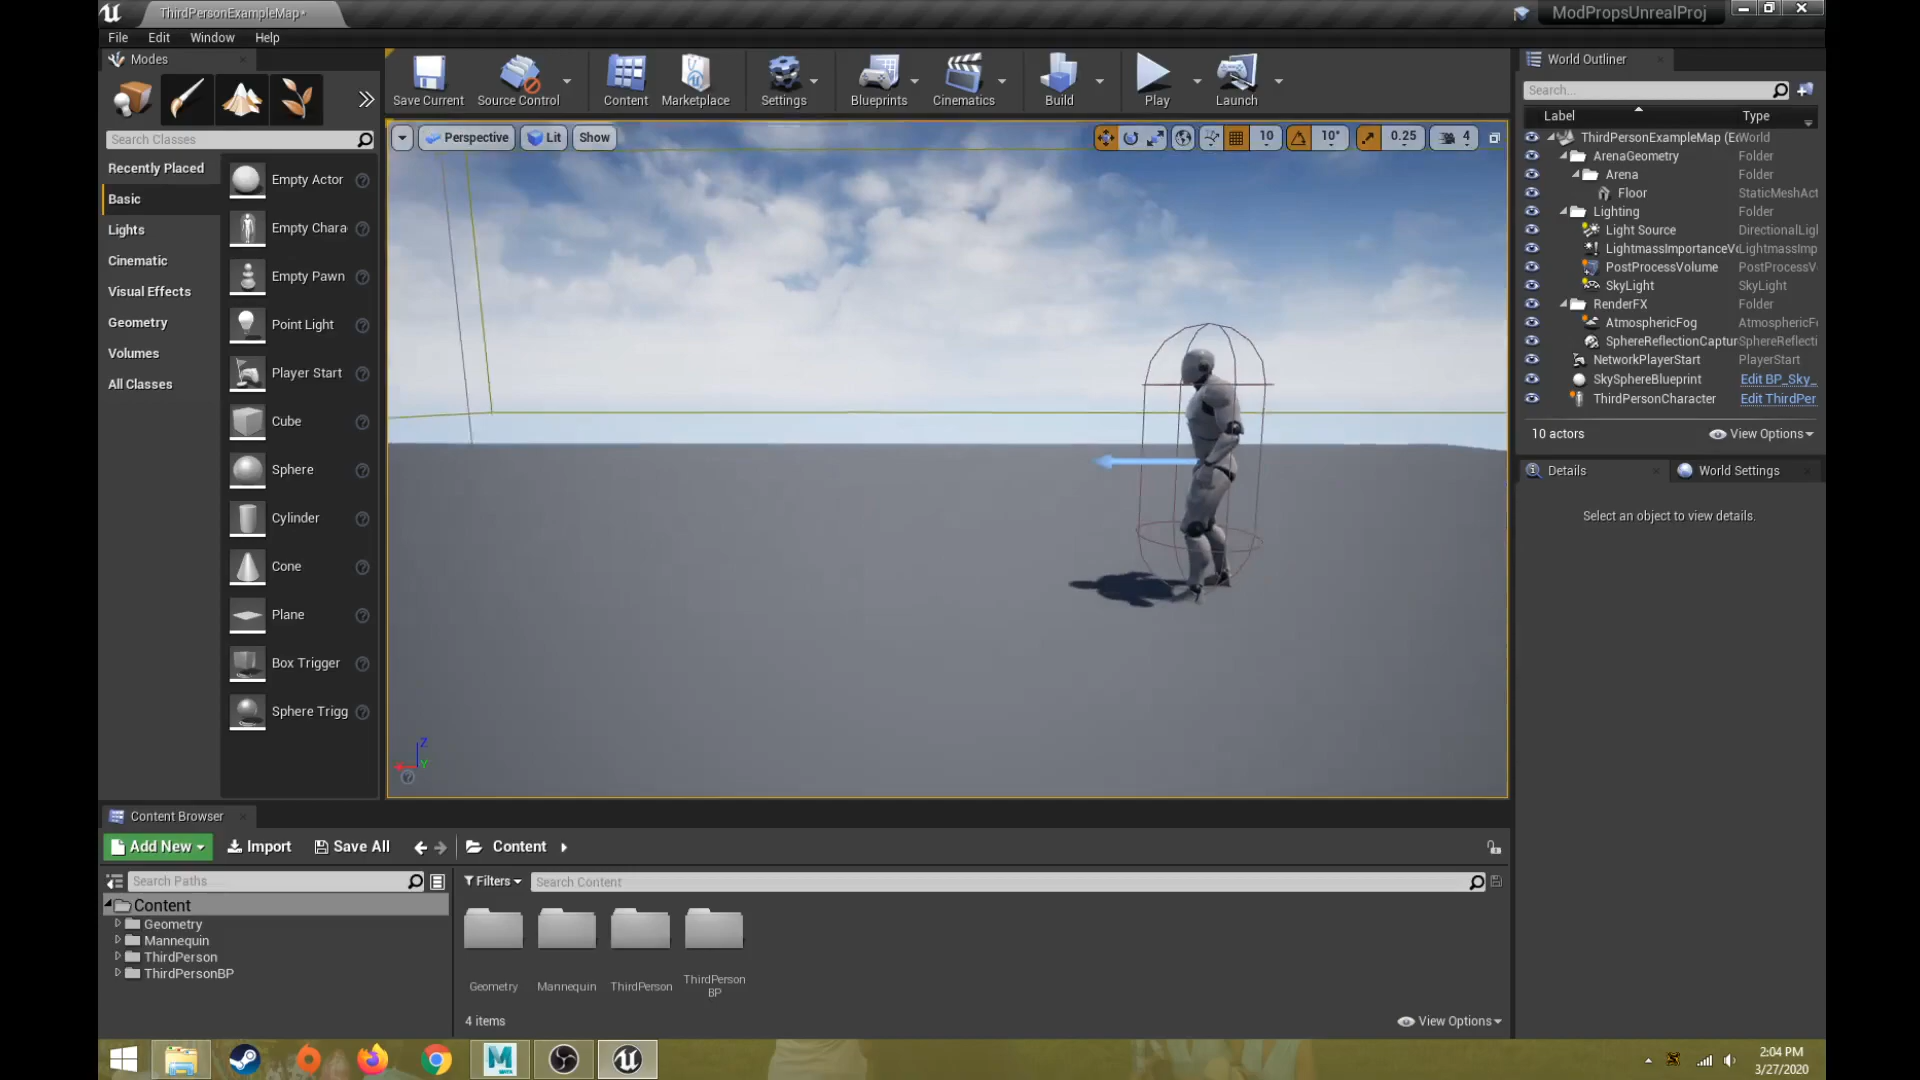 ThirdPersonExampleMap*
ModPropsUnrealProj
File Edit Window Help
Modes
Search Classes
Recently Placed
Basic
Lights
Cinematic
Visual Effects
Geometry
Volumes
All Classes
Empty Actor
Empty Chara
Empty Pawn
Point Light
Player Start
Cube
Sphere
Cylinder
Cone
Plane
Box Trigger
Sphere Trigg
Save Current Source Control Content Marketplace Settings Blueprints Cinematics Build Play Launch
Perspective Lit Show 10 10° 0.25 4
Z
Y
World Outliner
Search...
Label Type
ThirdPersonExampleMap (E World
ArenaGeometry Folder
Arena Folder
Floor StaticMeshAct
Lighting Folder
Light Source DirectionalLig
LightmassImportanceV LightmassImp
PostProcessVolume PostProcessV
SkyLight SkyLight
RenderFX Folder
AtmosphericFog AtmosphericFo
SphereReflectionCaptur SphereReflecti
NetworkPlayerStart PlayerStart
SkySphereBlueprint Edit BP_Sky_
ThirdPersonCharacter Edit ThirdPer
10 actors View Options
Details World Settings
Select an object to view details.
Content Browser
Add New Import Save All Content
Search Paths
Content
Geometry
Mannequin
ThirdPerson
ThirdPersonBP
Filters Search Content
Geometry Mannequin ThirdPerson ThirdPerson
BP
4 items View Options
2:04 PM
3/27/2020